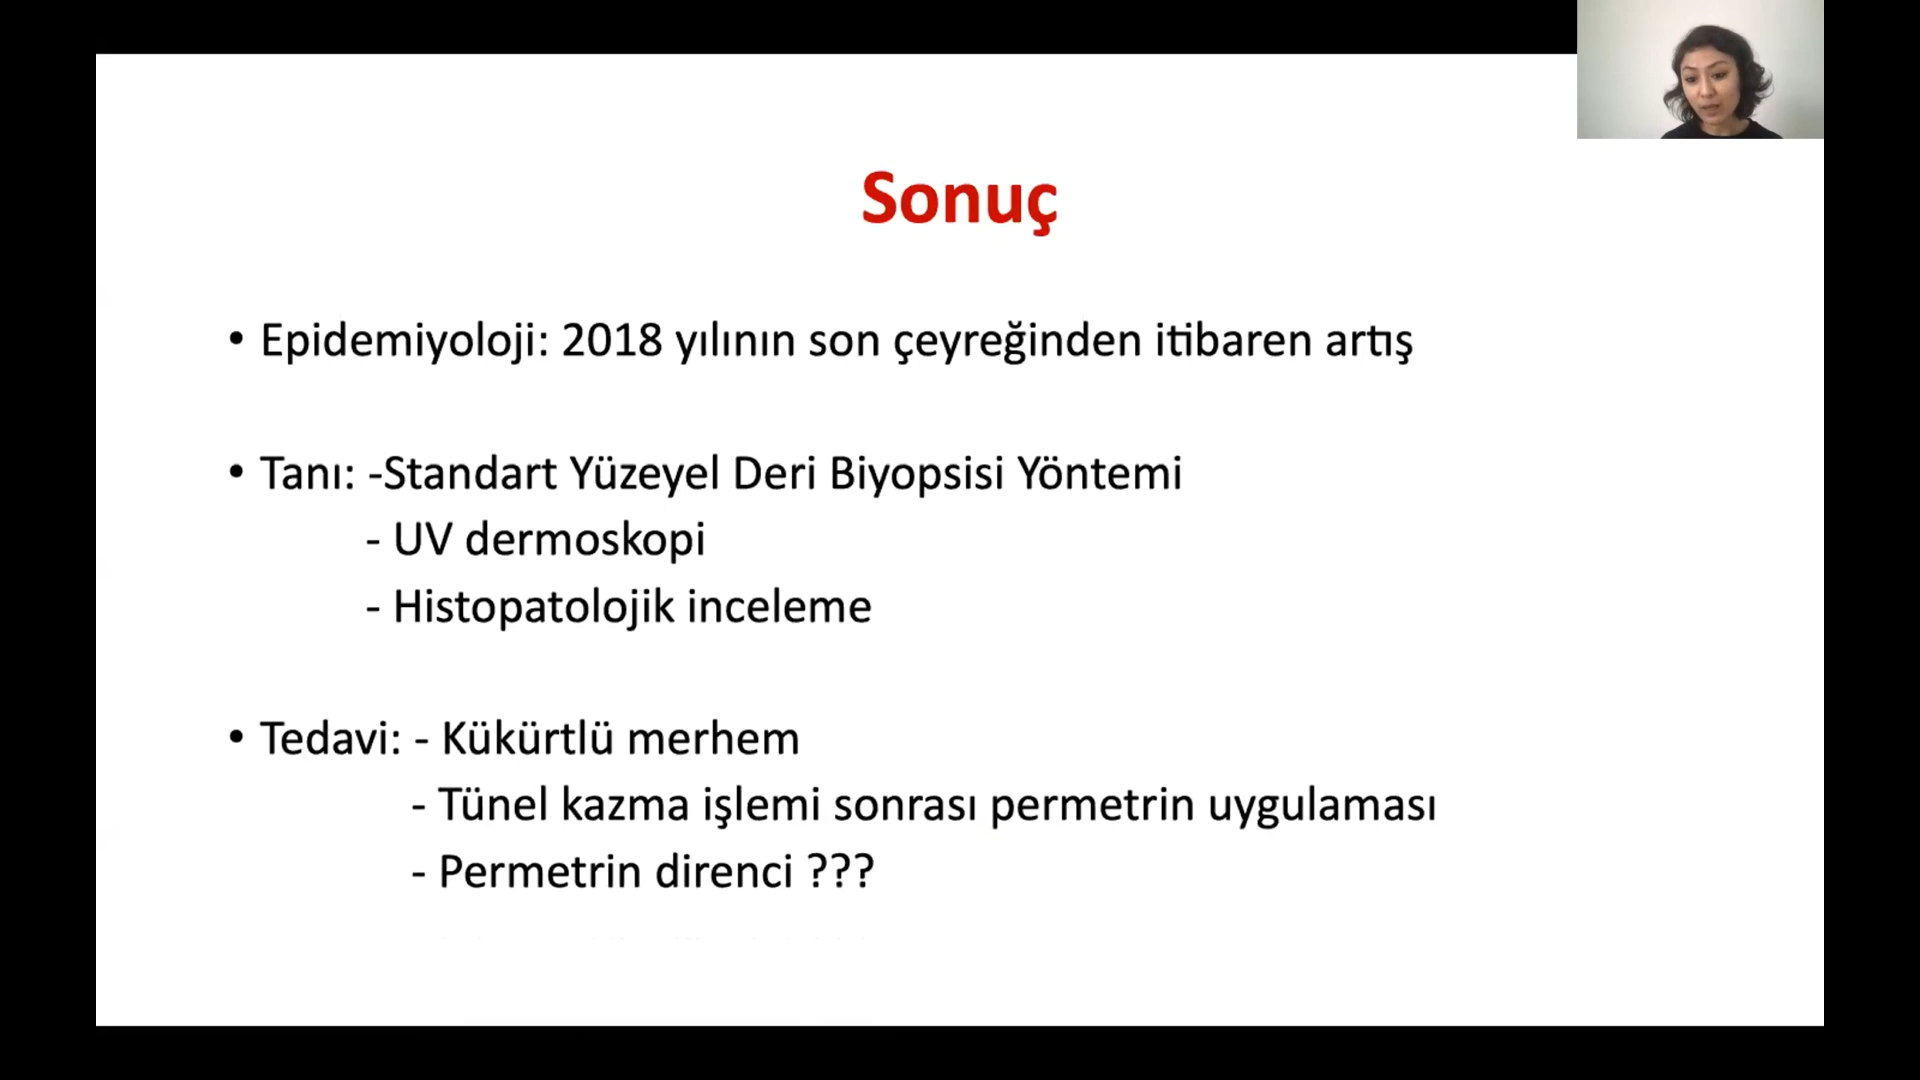 Sonuç
• Epidemiyoloji: 2018 yılının son çeyreğinden itibaren artış
• Tanı: -Standart Yüzeyel Deri Biyopsisi Yöntemi
- UV dermoskopi
- Histopatolojik inceleme
• Tedavi: - Kükürtlü merhem
- Tünel kazma işlemi sonrası permetrin uygulaması
- Permetrin direnci ???